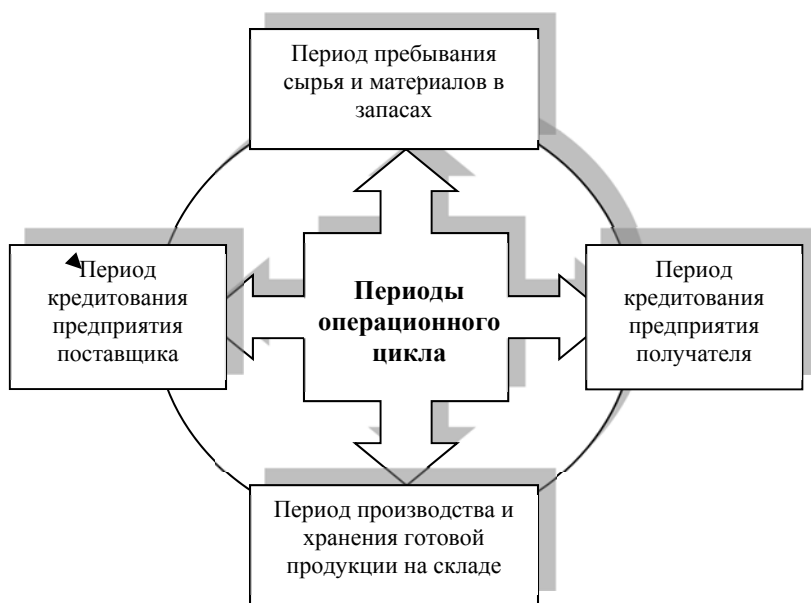 Период пребывания
сырья и материалов в
запасах
Период
кредитования
предприятия
поставщика
Периоды
операционного
цикла
Период
кредитования
предприятия
получателя
Период производства и
хранения готовой
продукции на складе